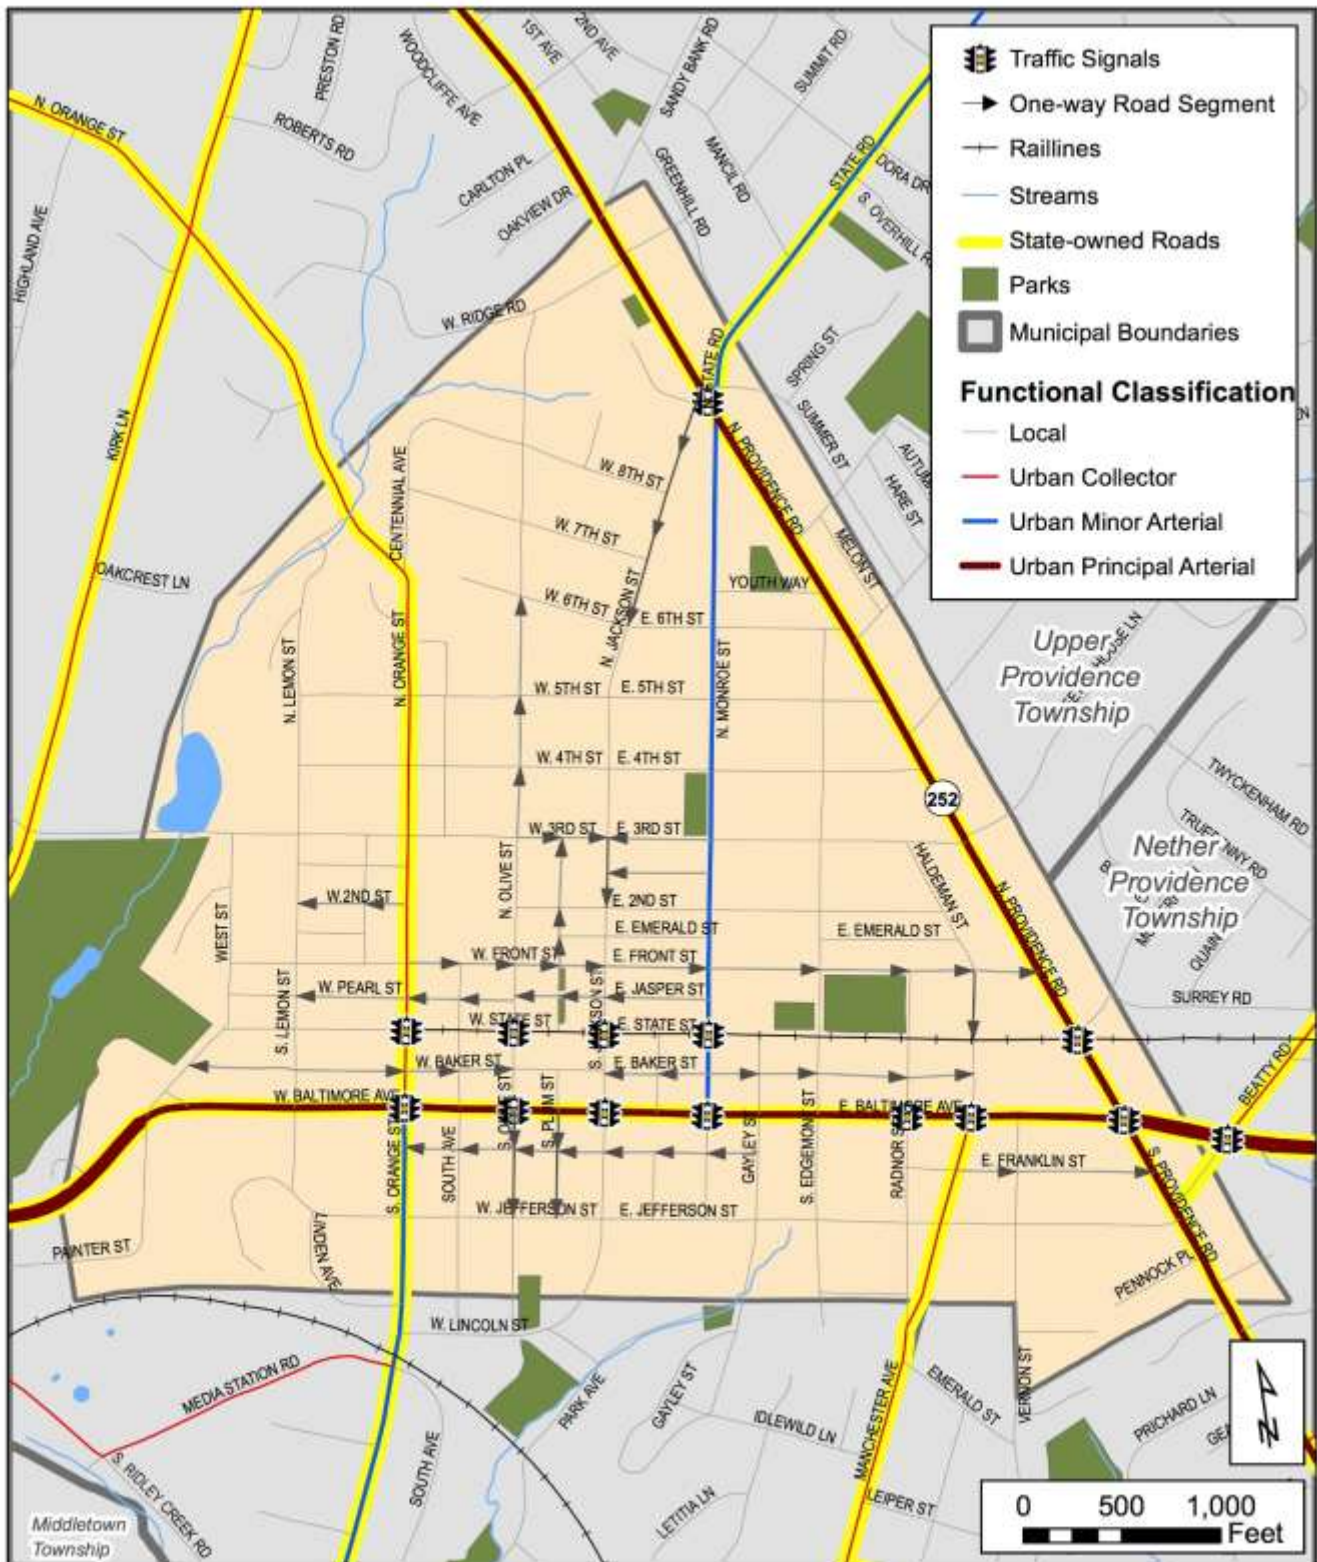 Traffic Signals
One-way Road Segment
Raillines
Streams
State-owned Roads
Parks
Municipal Boundaries
Functional Classification
Local
Urban Collector
Urban Minor Arterial
Urban Principal Arterial
PRESTON RD
WOODCLIFFE AVE
1ST AVE
2ND AVE
SANDY BANK RD
SUMMIT RD
N. ORANGE ST
ROBERTS RD
CARLTON PL
OAKVIEW DR
GREENHILL RD
MANCIL RD
STATE RD
DORA DR
S. OVERHILL
HIGHLAND AVE
W. RIDGE RD
N. STATE RD
SPRING ST
KIRK LN
CENTENNIAL AVE
W. 8TH ST
N. PROVIDENCE RD
SUMMER ST
HARE ST
W. 7TH ST
MELON ST
OAKCREST LN
W. 6TH ST
E. 6TH ST
YOUTH WAY
N. JACKSON ST
N. LEMON ST
N. ORANGE ST
W. 5TH ST
E. 5TH ST
N. MONROE ST
Upper
Providence
Township
W. 4TH ST
E. 4TH ST
252
TWYCKENHAM RD
W. 3RD ST
E. 3RD ST
N. OLIVE ST
HALDEMAN ST
Nether
Providence
Township
W. 2ND ST
E. 2ND ST
WEST ST
E. EMERALD ST
E. EMERALD ST
N. PROVIDENCE RD
QUAIN
W. FRONT ST
E. FRONT ST
W. PEARL ST
E. JASPER ST
SURREY RD
S. LEMON ST
W. STATE ST
E. STATE ST
W. BAKER ST
E. BAKER ST
BEATTY RD
W. BALTIMORE AVE
E. BALTIMORE AVE
S. ORANGE ST
SOUTH AVE
S. PLUM ST
GAYLEY ST
S. EDGEMONT ST
RADNOR
E. FRANKLIN ST
S. PROVIDENCE RD
W. JEFFERSON ST
E. JEFFERSON ST
PAINTER ST
LINDEN AVE
PENNOCK PL
W. LINCOLN ST
MEDIA STATION RD
PARK AVE
GAYLEY ST
MANCHESTER AVE
EMERALD ST
VERNON ST
PRICHARD LN
IDLEWILD LN
SOUTH AVE
S. RIDLEY CREEK RD
LETITIA LN
LEIPER ST
Middletown
Township
N
0 500 1,000
Feet